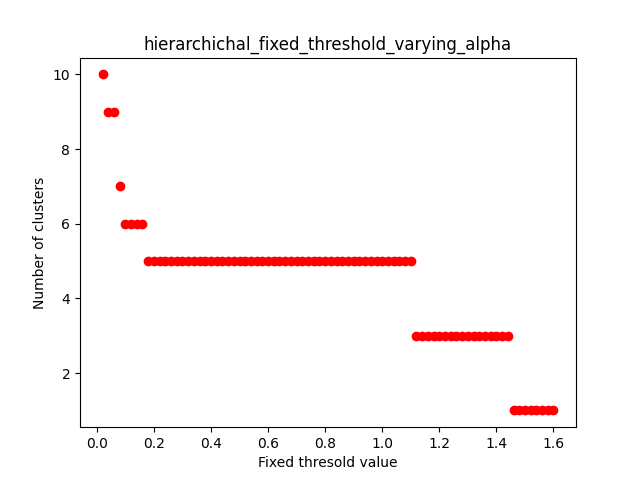 hierarchichal_fixed_threshold_varying_alpha
10
8
6
4
2
Number of clusters
0.0 0.2 0.4 0.6 0.8 1.0 1.2 1.4 1.6
Fixed thresold value